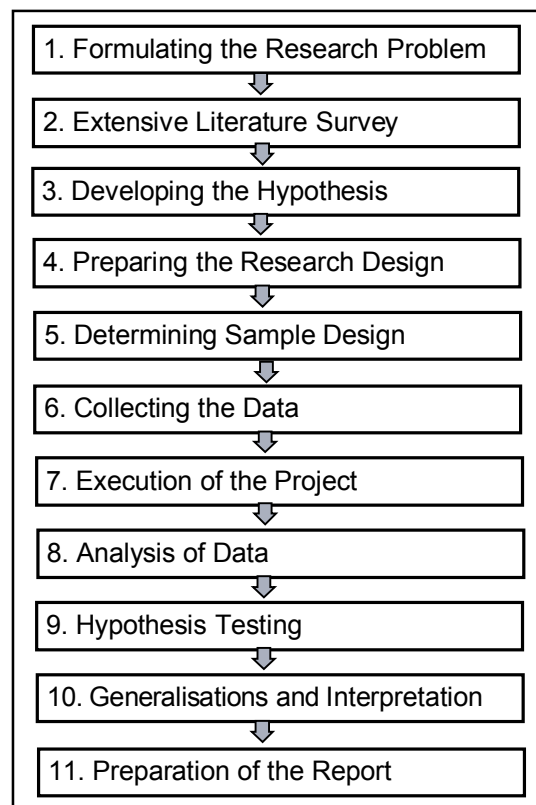 1. Formulating the Research Problem
2. Extensive Literature Survey
3. Developing the Hypothesis
4. Preparing the Research Design
5. Determining Sample Design
6. Collecting the Data
7. Execution of the Project
8. Analysis of Data
9. Hypothesis Testing
10. Generalisations and Interpretation
11. Preparation of the Report